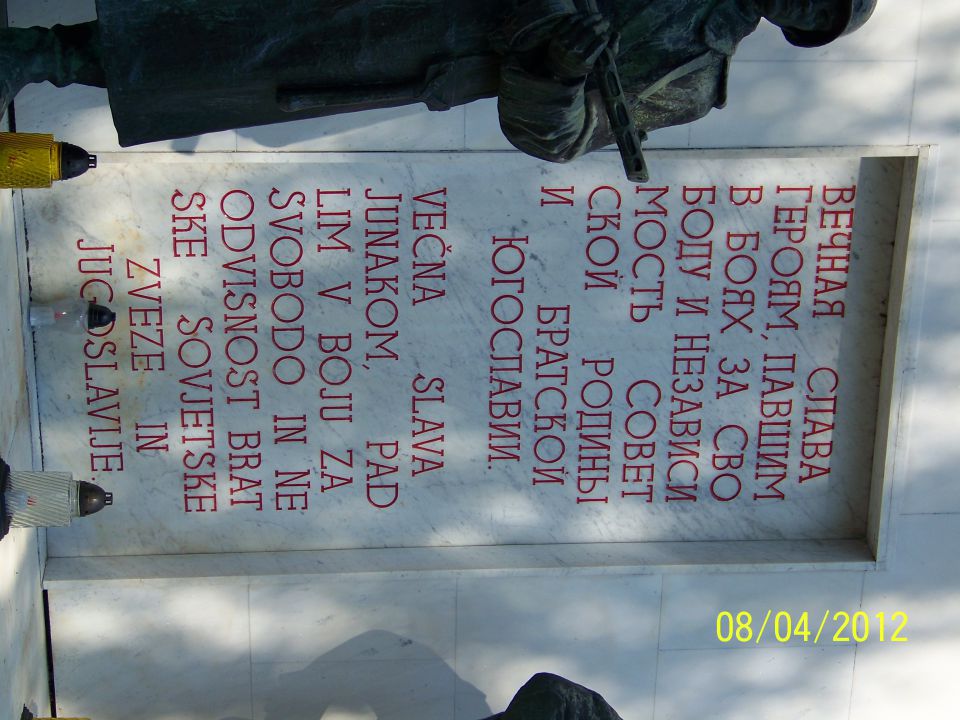 ВЕЧНАЯ СЛАВА
ГЕРОЯМ, ПАВШИМ
В БОЯХ ЗА СВО
БОДУ И НЕЗАВИСИ
МОСТЬ СОВЕТ
СКОЙ РОДИНЫ
И БРАТСКОЙ
ЮГОСЛАВИИ.
VEČNA SLAVA
JUNAKOM, PAD
LIM V BOJU ZA
SVOBODO IN NE
ODVISNOST BRAT
SKE SOVJETSKE
ZVEZE IN
JUGOSLAVIJE
08/04/2012